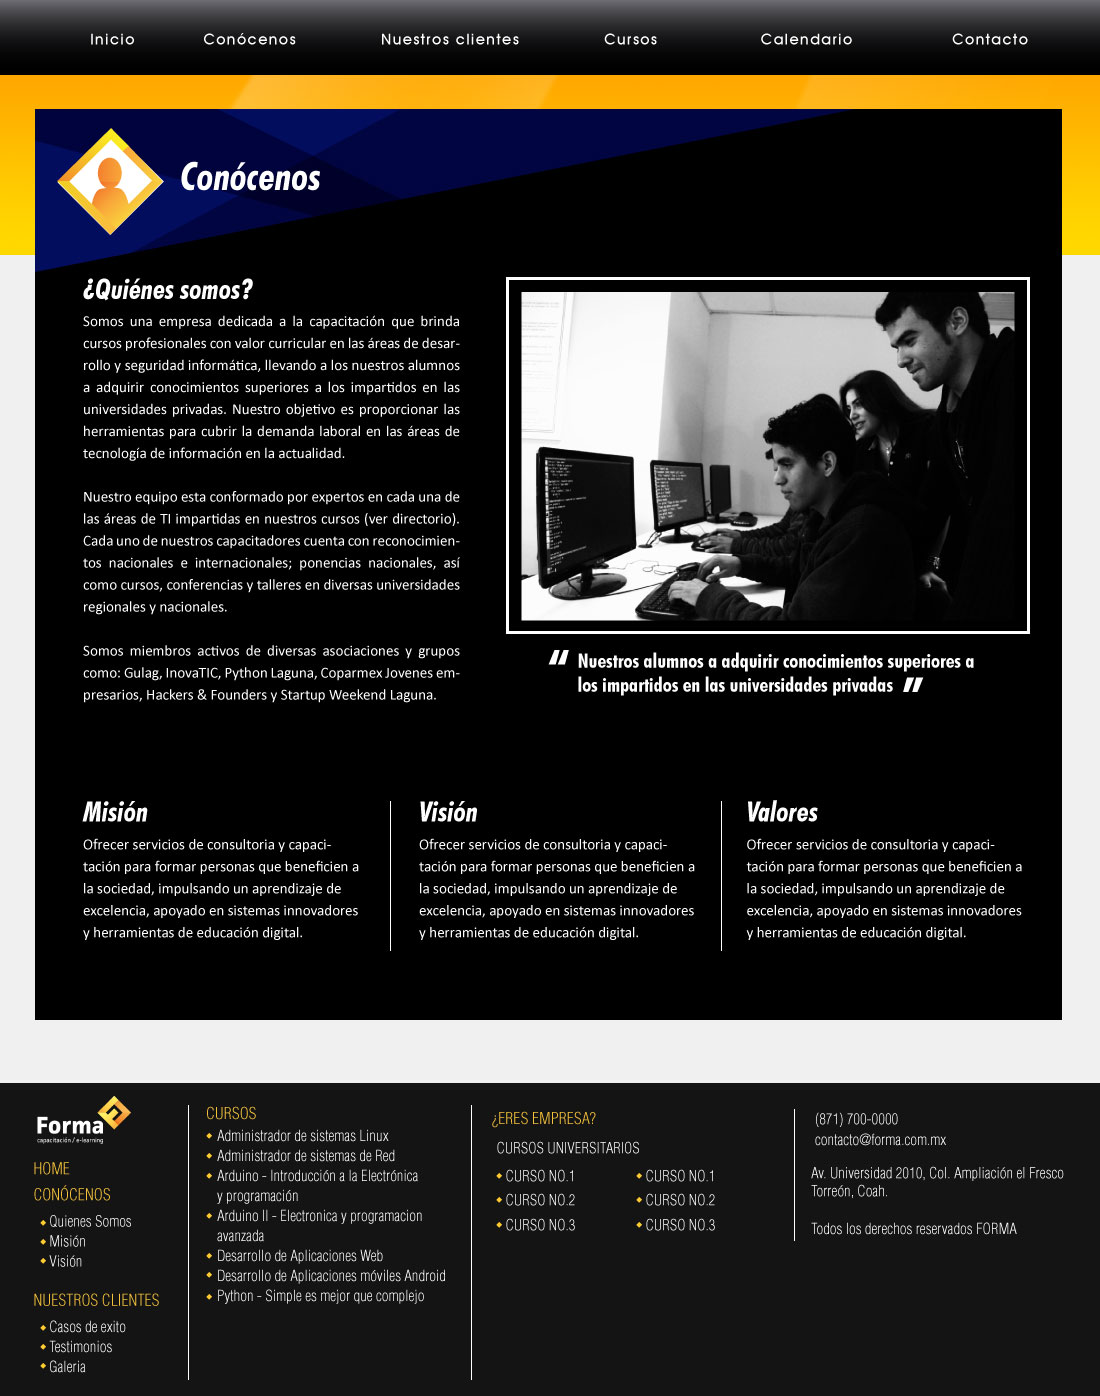 Inicio
Conócenos
Nuestros clientes
Cursos
Calendario
Contacto
Conócenos
¿Quiénes somos?
Somos una empresa dedicada a la capacitación que brinda
cursos profesionales con valor curricular en las áreas de desar-
rollo y seguridad informática, llevando a los nuestros alumnos
a adquirir conocimientos superiores a los impartidos en las
universidades privadas. Nuestro objetivo es proporcionar las
herramientas para cubrir la demanda laboral en las áreas de
tecnología de información en la actualidad.
Nuestro equipo esta conformado por expertos en cada una de
las áreas de TI impartidas en nuestros cursos (ver directorio).
Cada uno de nuestros capacitadores cuenta con reconocimien-
tos nacionales e internacionales; ponencias nacionales, así
como cursos, conferencias y talleres en diversas universidades
regionales y nacionales.
Somos miembros activos de diversas asociaciones y grupos
como: Gulag, InovaTIC, Python Laguna, Coparmex Jovenes em-
presarios, Hackers & Founders y Startup Weekend Laguna.
" Nuestros alumnos a adquirir conocimientos superiores a
los impartidos en las universidades privadas "
Misión
Ofrecer servicios de consultoria y capaci-
tación para formar personas que beneficien a
la sociedad, impulsando un aprendizaje de
excelencia, apoyado en sistemas innovadores
y herramientas de educación digital.
Visión
Ofrecer servicios de consultoria y capaci-
tación para formar personas que beneficien a
la sociedad, impulsando un aprendizaje de
excelencia, apoyado en sistemas innovadores
y herramientas de educación digital.
Valores
Ofrecer servicios de consultoria y capaci-
tación para formar personas que beneficien a
la sociedad, impulsando un aprendizaje de
excelencia, apoyado en sistemas innovadores
y herramientas de educación digital.
Forma
capacitación / e-learning
HOME
CONÓCENOS
Quienes Somos
Misión
Visión
NUESTROS CLIENTES
Casos de exito
Testimonios
Galeria
CURSOS
Administrador de sistemas Linux
Administrador de sistemas de Red
Arduino - Introducción a la Electrónica
y programación
Arduino II - Electronica y programacion
avanzada
Desarrollo de Aplicaciones Web
Desarrollo de Aplicaciones móviles Android
Python - Simple es mejor que complejo
¿ERES EMPRESA?
CURSOS UNIVERSITARIOS
CURSO NO.1
CURSO NO.2
CURSO NO.3
CURSO NO.1
CURSO NO.2
CURSO NO.3
(871) 700-0000
contacto@forma.com.mx
Av. Universidad 2010, Col. Ampliación el Fresco
Torreón, Coah.
Todos los derechos reservados FORMA